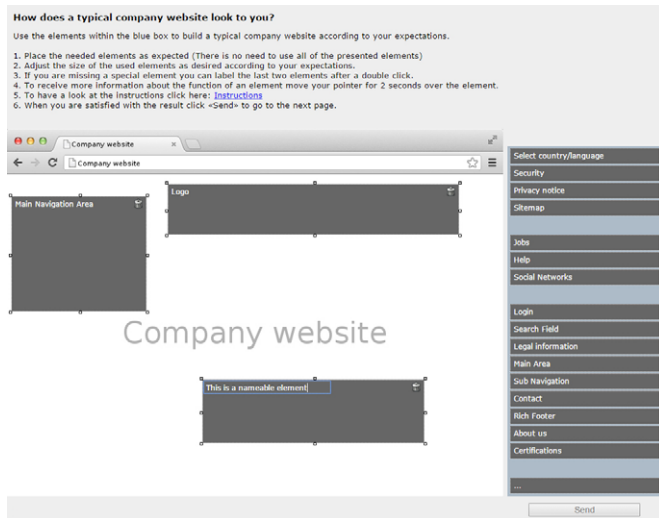 How does a typical company website look to you?
Use the elements within the blue box to build a typical company website according to your expectations.
1. Place the needed elements as expected (There is no need to use all of the presented elements)
2. Adjust the size of the used elements as desired according to your expectations.
3. If you are missing a special element you can label the last two elements after a double click.
4. To receive more information about the function of an element move your pointer for 2 seconds over the element.
5. To have a look at the instructions click here: Instructions
6. When you are satisfied with the result click «Send» to go to the next page.
Company website
Company website
Main Navigation Area
Logo
Company website
This is a nameable element
Select country/language
Security
Privacy notice
Sitemap
Jobs
Help
Social Networks
Login
Search Field
Legal information
Main Area
Sub Navigation
Contact
Rich Footer
About us
Certifications
...
Send